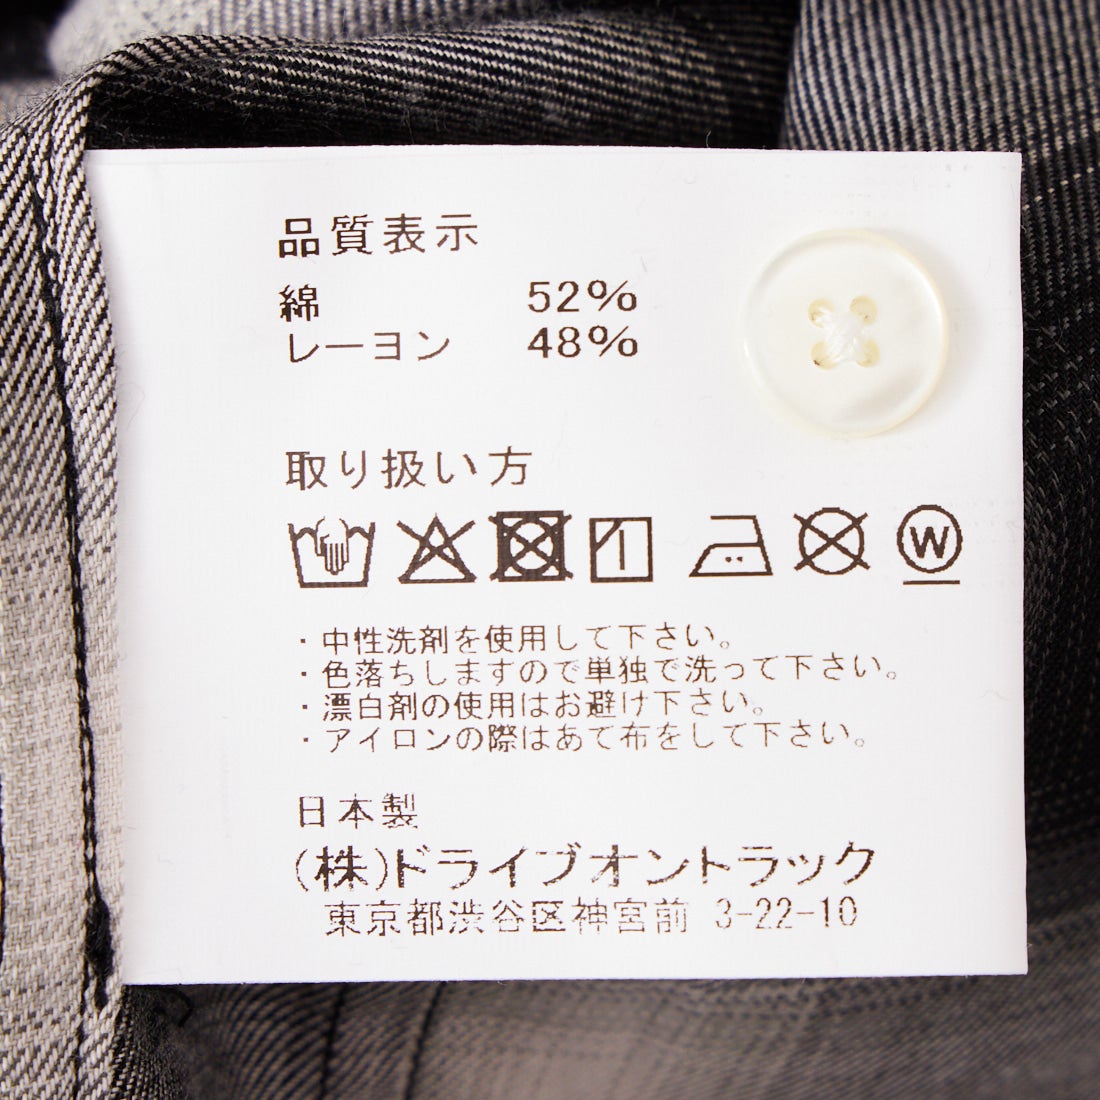 品質表示
綿 52%
レーヨン 48%
取り扱い方
W
・中性洗剤を使用して下さい。
・色落ちしますので単独で洗って下さい。
・漂白剤の使用はお避け下さい。
・アイロンの際はあて布をして下さい。
日本製
(株)ドライブオントラック
東京都渋谷区神宮前 3-22-10